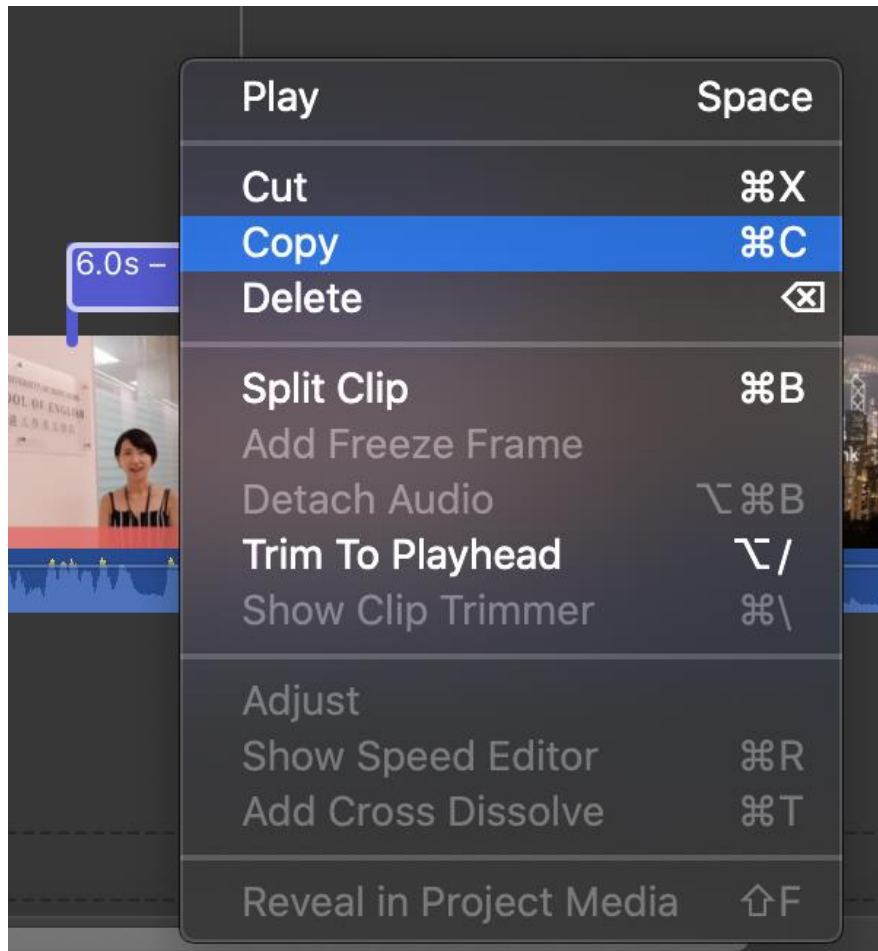 Play Space
Cut ⌘X
Copy ⌘C
6.0s –
Delete ⌫
Split Clip ⌘B
OL OF ENGLISH
Add Freeze Frame
Detach Audio ⌥⌘B
Trim To Playhead ⌥/
Show Clip Trimmer ⌘\
Adjust
Show Speed Editor ⌘R
Add Cross Dissolve ⌘T
Reveal in Project Media ⇧F